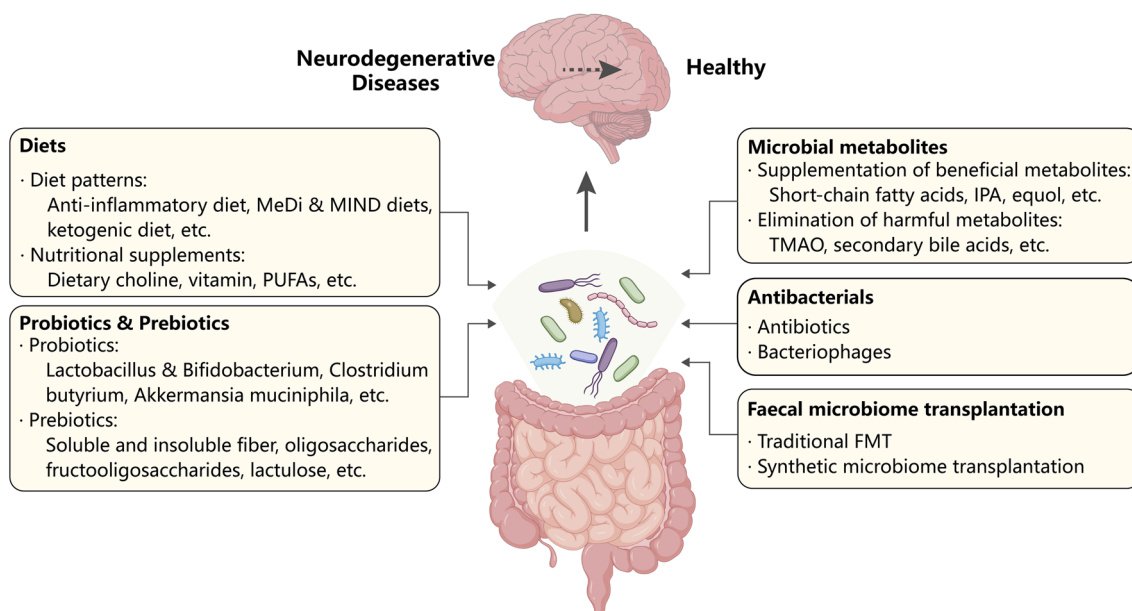 Neurodegenerative
Diseases
Healthy
Diets
· Diet patterns:
Anti-inflammatory diet, MeDi & MIND diets,
ketogenic diet, etc.
· Nutritional supplements:
Dietary choline, vitamin, PUFAs, etc.
Probiotics & Prebiotics
· Probiotics:
Lactobacillus & Bifidobacterium, Clostridium
butyrium, Akkermansia muciniphila, etc.
· Prebiotics:
Soluble and insoluble fiber, oligosaccharides,
fructooligosaccharides, lactulose, etc.
Microbial metabolites
· Supplementation of beneficial metabolites:
Short-chain fatty acids, IPA, equol, etc.
· Elimination of harmful metabolites:
TMAO, secondary bile acids, etc.
Antibacterials
· Antibiotics
· Bacteriophages
Faecal microbiome transplantation
· Traditional FMT
· Synthetic microbiome transplantation